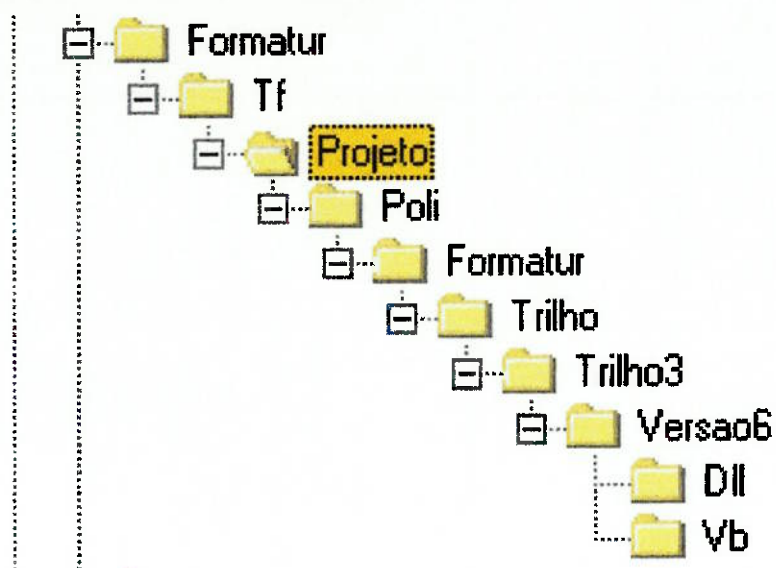 Formatur
Tf
Projeto
Poli
Formatur
Trilho
Trilho3
Versao6
Dll
Vb